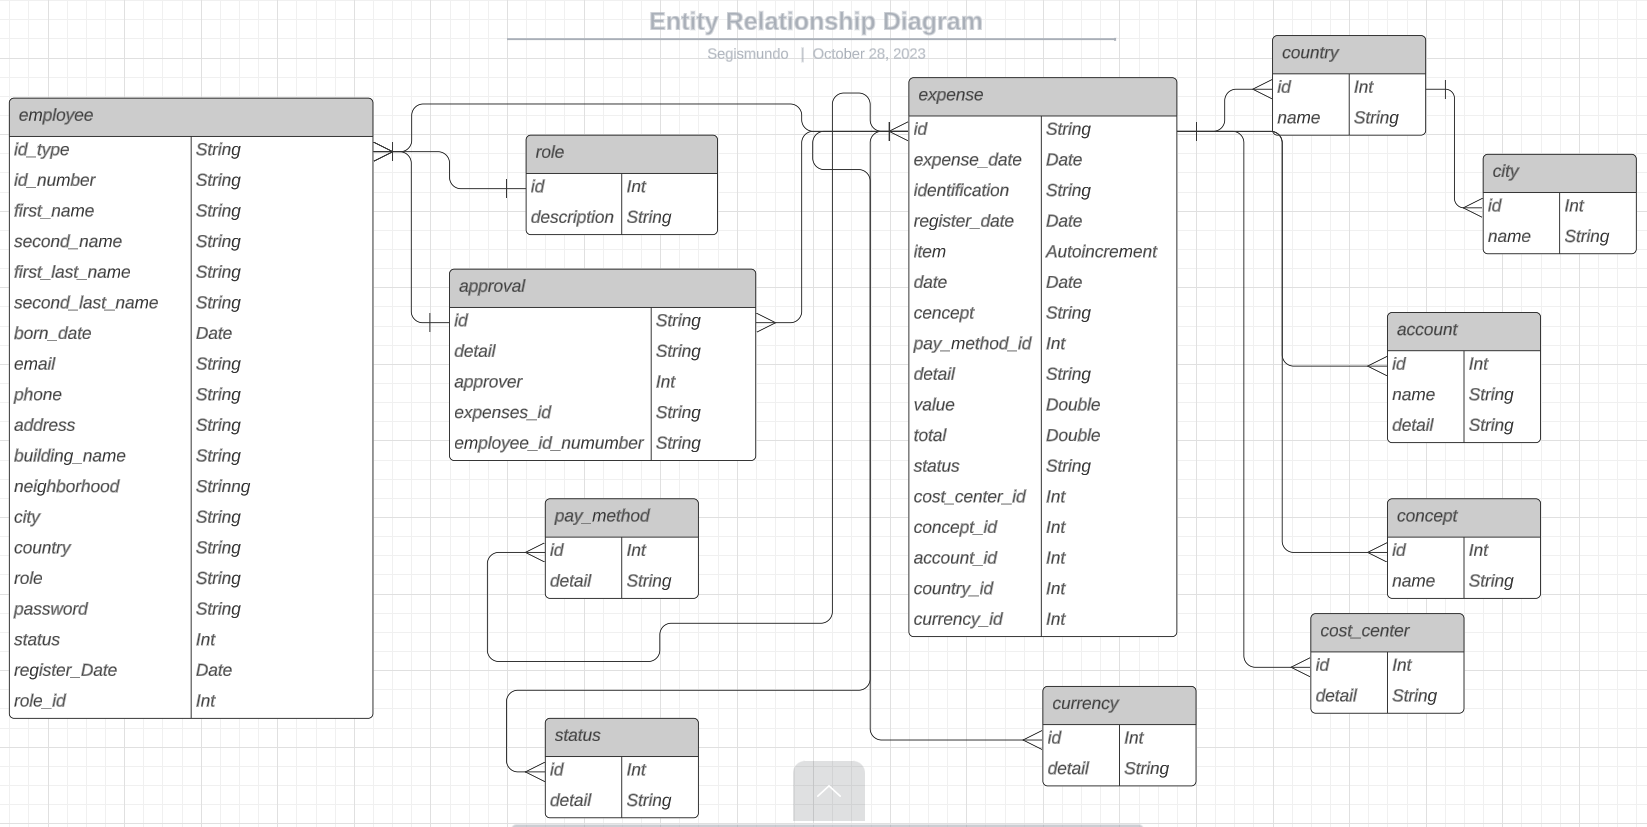 Entity Relationship Diagram
Segismundo | October 28, 2023
employee
id_type String
id_number String
first_name String
second_name String
first_last_name String
second_last_name String
born_date Date
email String
phone String
address String
building_name String
neighborhood Strinng
city String
country String
role String
password String
status Int
register_Date Date
role_id Int
role
id Int
description String
approval
id String
detail String
approver Int
expenses_id String
employee_id_numumber String
pay_method
id Int
detail String
status
id Int
detail String
expense
id String
expense_date Date
identification String
register_date Date
item Autoincrement
date Date
cencept String
pay_method_id Int
detail String
value Double
total Double
status String
cost_center_id Int
concept_id Int
account_id Int
country_id Int
currency_id Int
currency
id Int
detail String
country
id Int
name String
city
id Int
name String
account
id Int
name String
detail String
concept
id Int
name String
cost_center
id Int
detail String